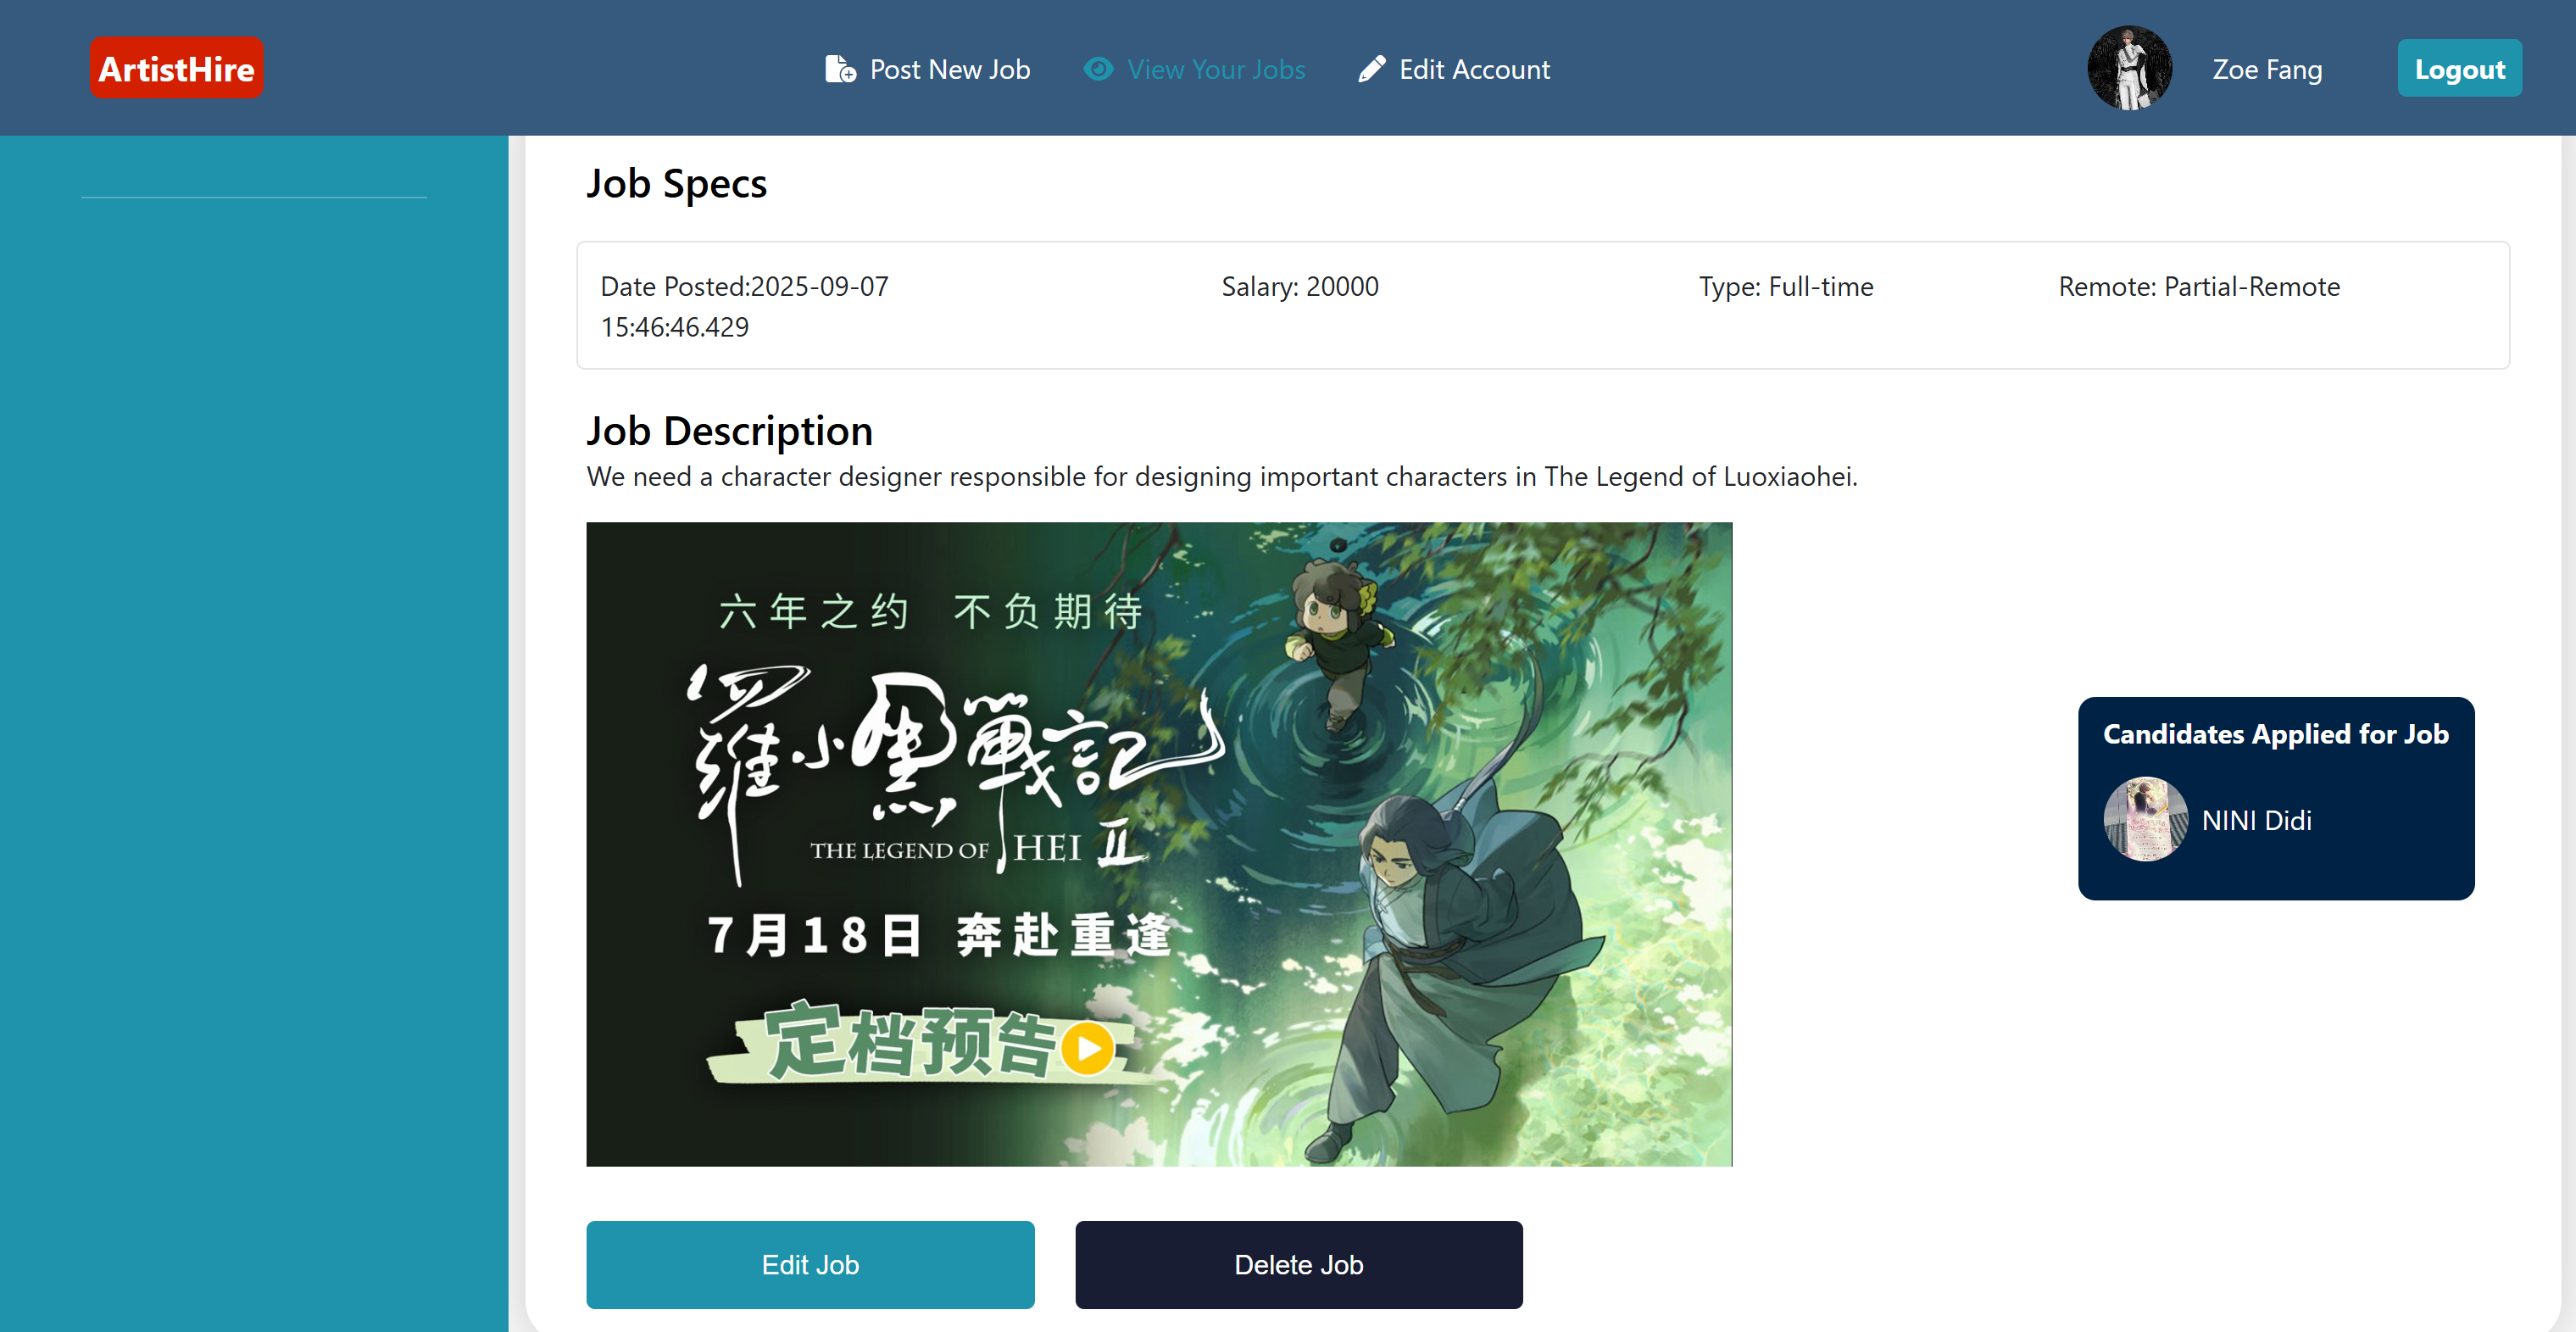 ArtistHire
Post New Job
View Your Jobs
Edit Account
Zoe Fang
Logout
Job Specs
Date Posted:2025-09-07
15:46:46.429
Salary: 20000
Type: Full-time
Remote: Partial-Remote
Job Description
We need a character designer responsible for designing important characters in The Legend of Luoxiaohei.
六年之约 不负期待
羅小黑戰記
THE LEGEND OF HEI II
7月18日 奔赴重逢
定档预告
Candidates Applied for Job
NINI Didi
Edit Job
Delete Job